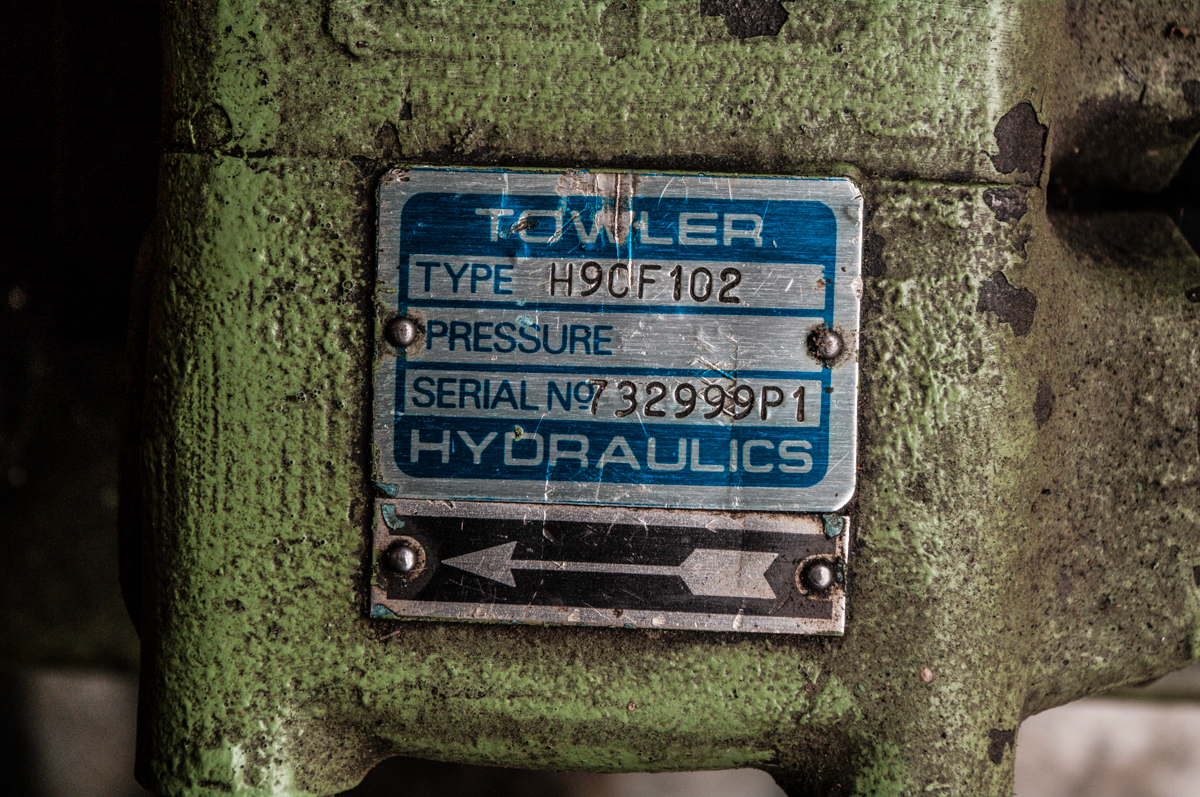 TOWLER
TYPE H9CF102
PRESSURE
SERIAL Nº 732999P1
HYDRAULICS